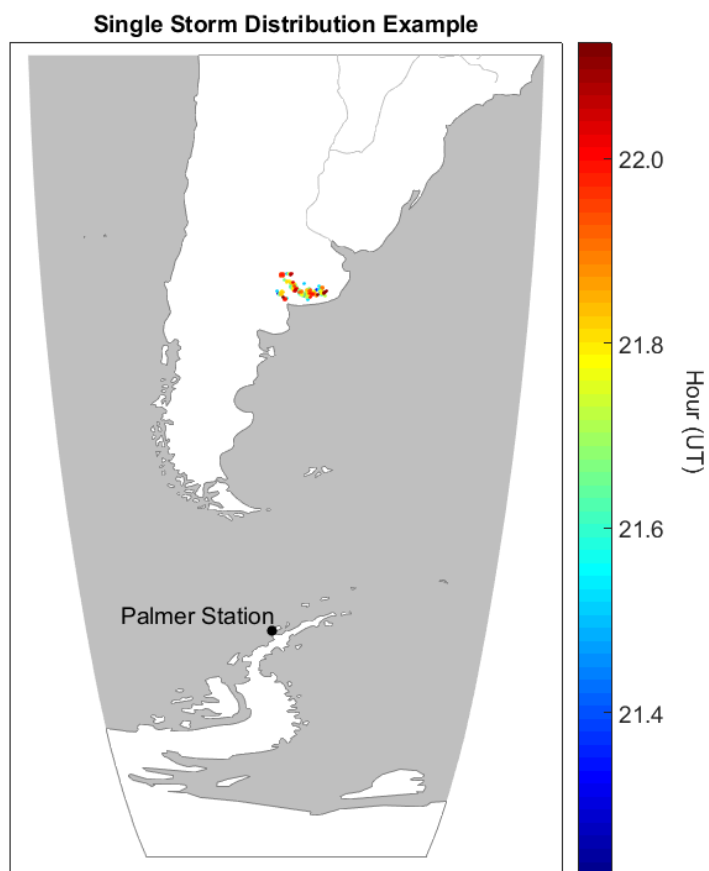 Single Storm Distribution Example
22.0
21.8
21.6
21.4
Hour (UT)
Palmer Station